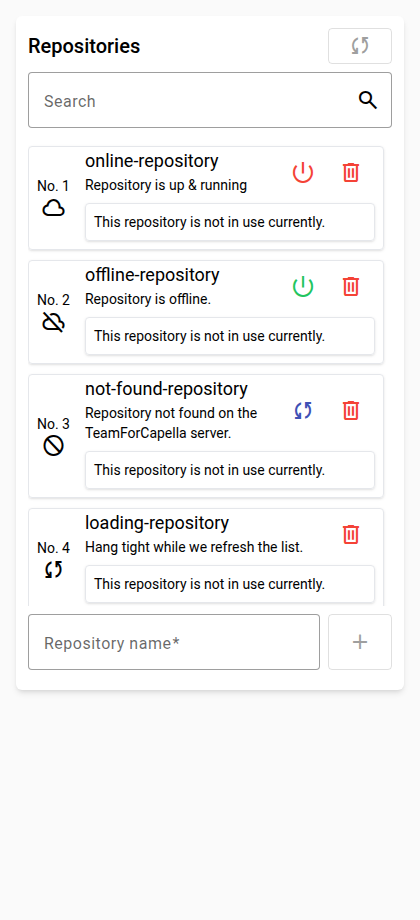 Repositories
Search
online-repository
No. 1
Repository is up & running
This repository is not in use currently.
offline-repository
No. 2
Repository is offline.
This repository is not in use currently.
not-found-repository
Repository not found on the
No. 3
TeamForCapella server.
This repository is not in use currently.
loading-repository
No. 4
Hang tight while we refresh the list.
This repository is not in use currently.
Repository name*